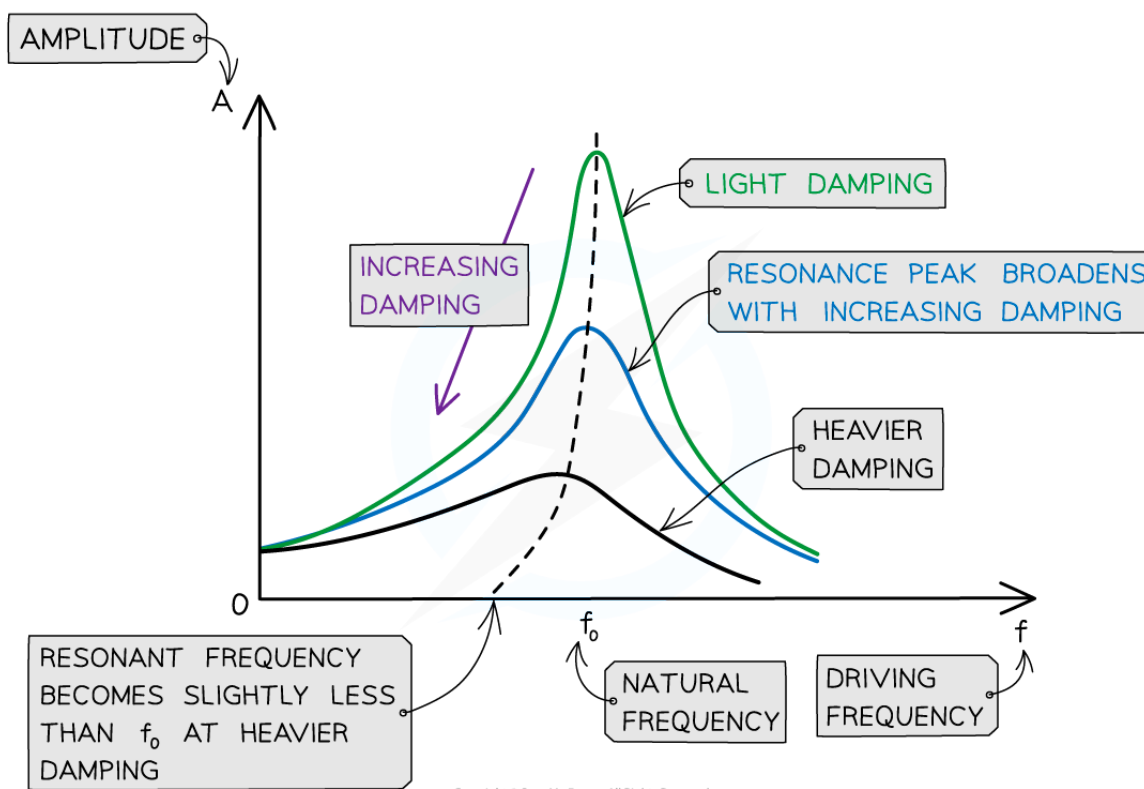 AMPLITUDE
A
LIGHT DAMPING
INCREASING
DAMPING
RESONANCE PEAK BROADENS
WITH INCREASING DAMPING
HEAVIER
DAMPING
0
f₀
f
RESONANT FREQUENCY
BECOMES SLIGHTLY LESS
THAN f₀ AT HEAVIER
DAMPING
NATURAL
FREQUENCY
DRIVING
FREQUENCY